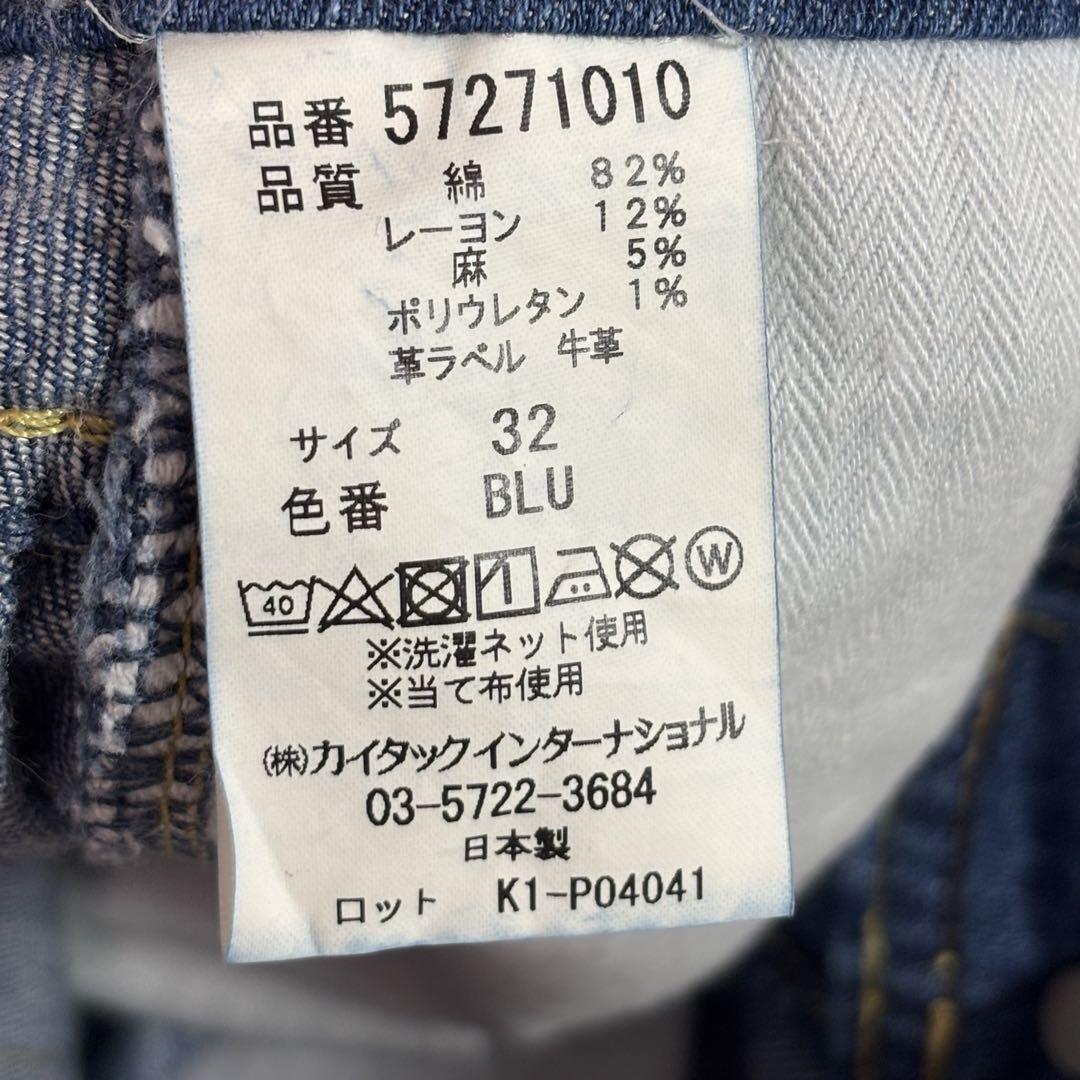 品番 57271010
品質 綿 82%
レーヨン 12%
麻 5%
ポリウレタン 1%
革ラベル 牛革
サイズ 32
色番 BLU
40 W
※洗濯ネット使用
※当て布使用
㈱カイタックインターナショナル
03-5722-3684
日本製
ロット K1-P04041